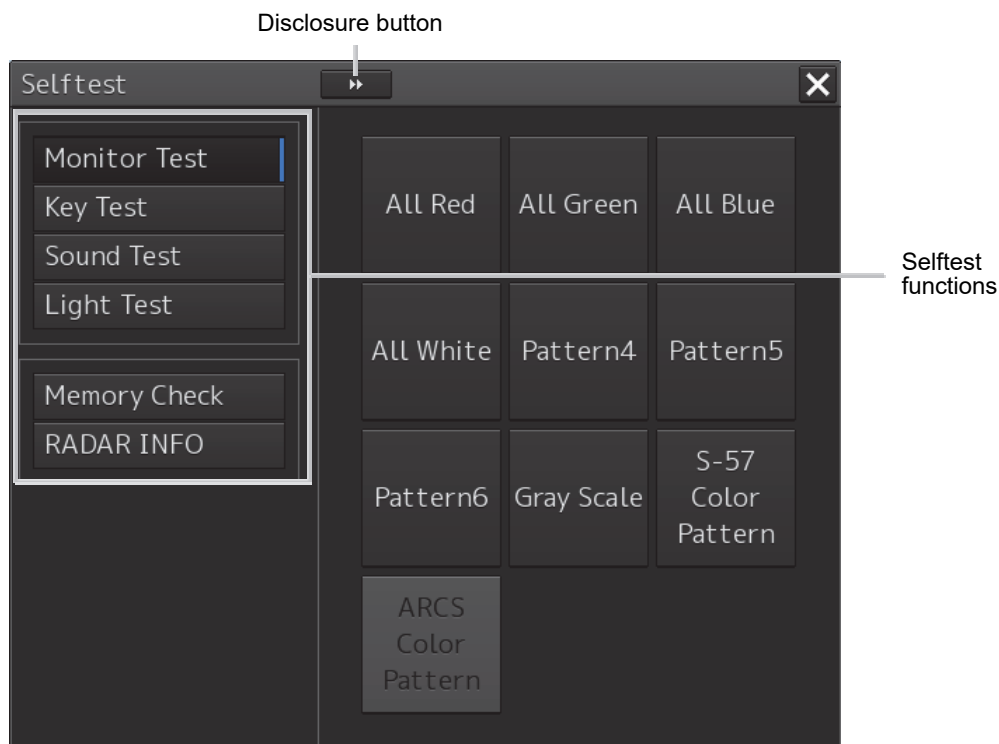 Disclosure button
Selftest
Monitor Test
Key Test
Sound Test
Light Test
Memory Check
RADAR INFO
All Red
All Green
All Blue
All White
Pattern4
Pattern5
Pattern6
Gray Scale
S-57
Color
Pattern
ARCS
Color
Pattern
Selftest
functions